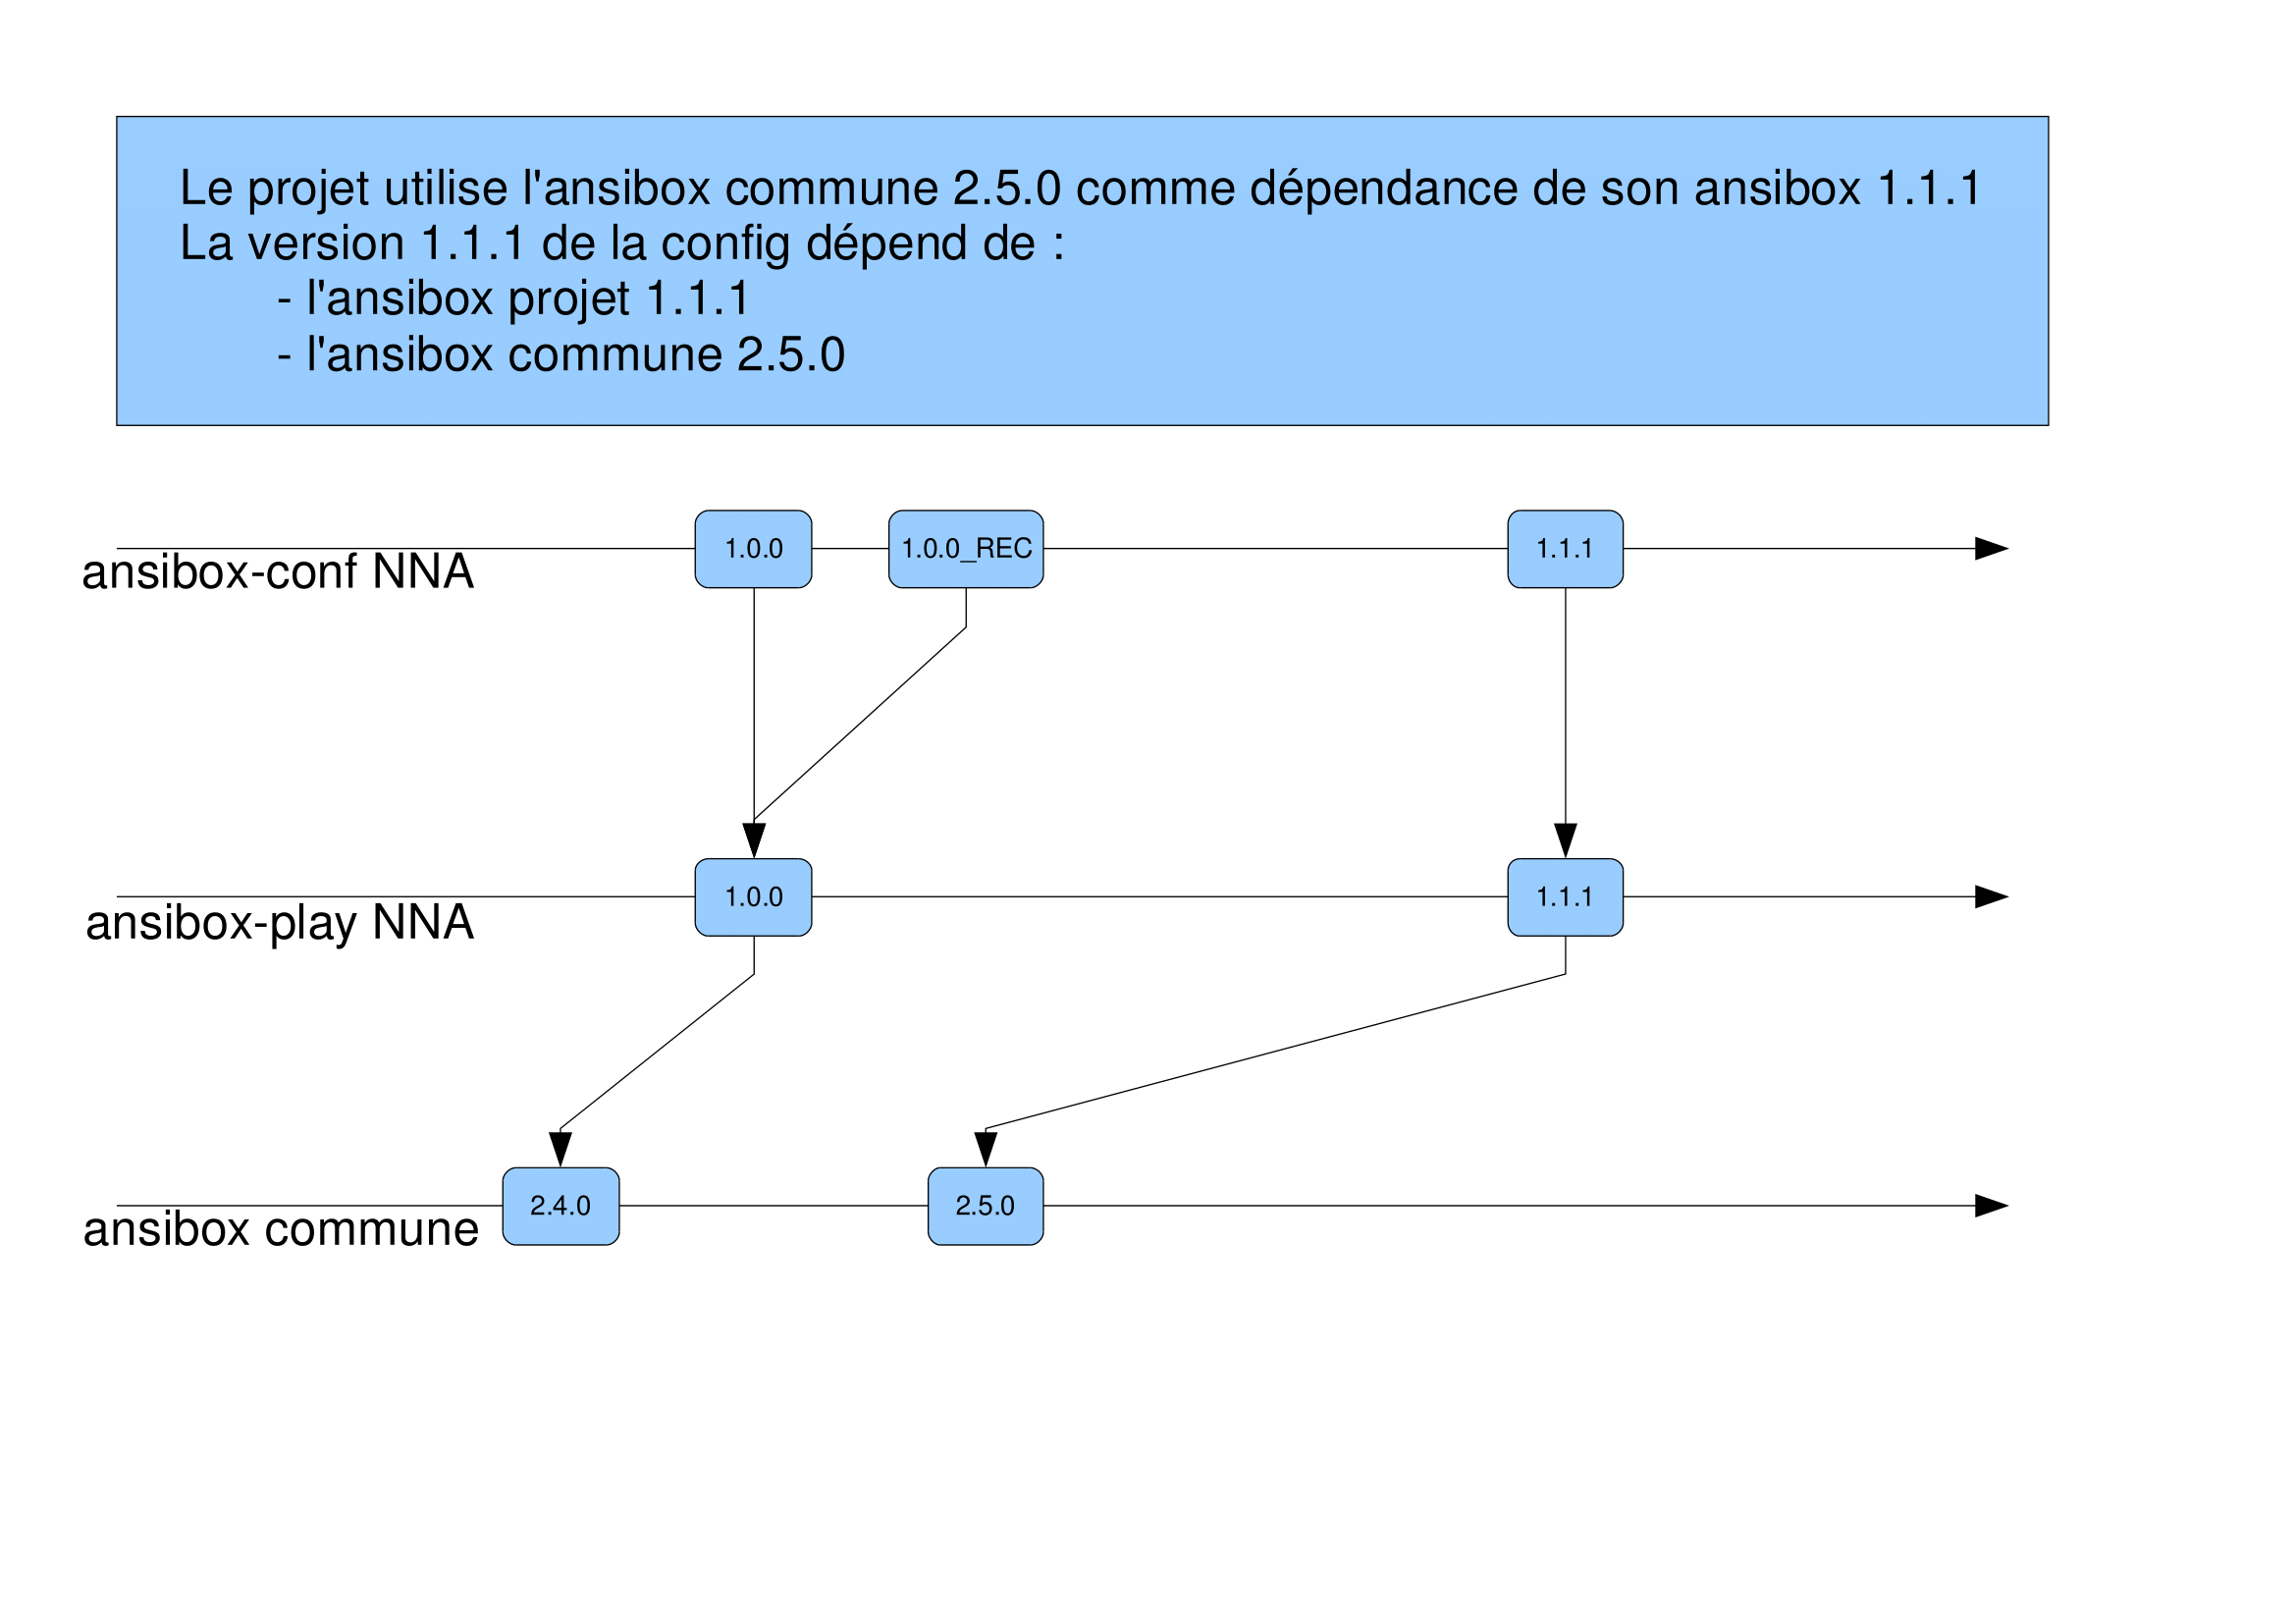 Le projet utilise l'ansibox commune 2.5.0 comme dépendance de son ansibox 1.1.1
La version 1.1.1 de la config dépend de :
- l'ansibox projet 1.1.1
- l'ansibox commune 2.5.0
1.0.0
1.0.0_REC
1.1.1
ansibox-conf NNA
1.0.0
1.1.1
ansibox-play NNA
2.4.0
2.5.0
ansibox commune